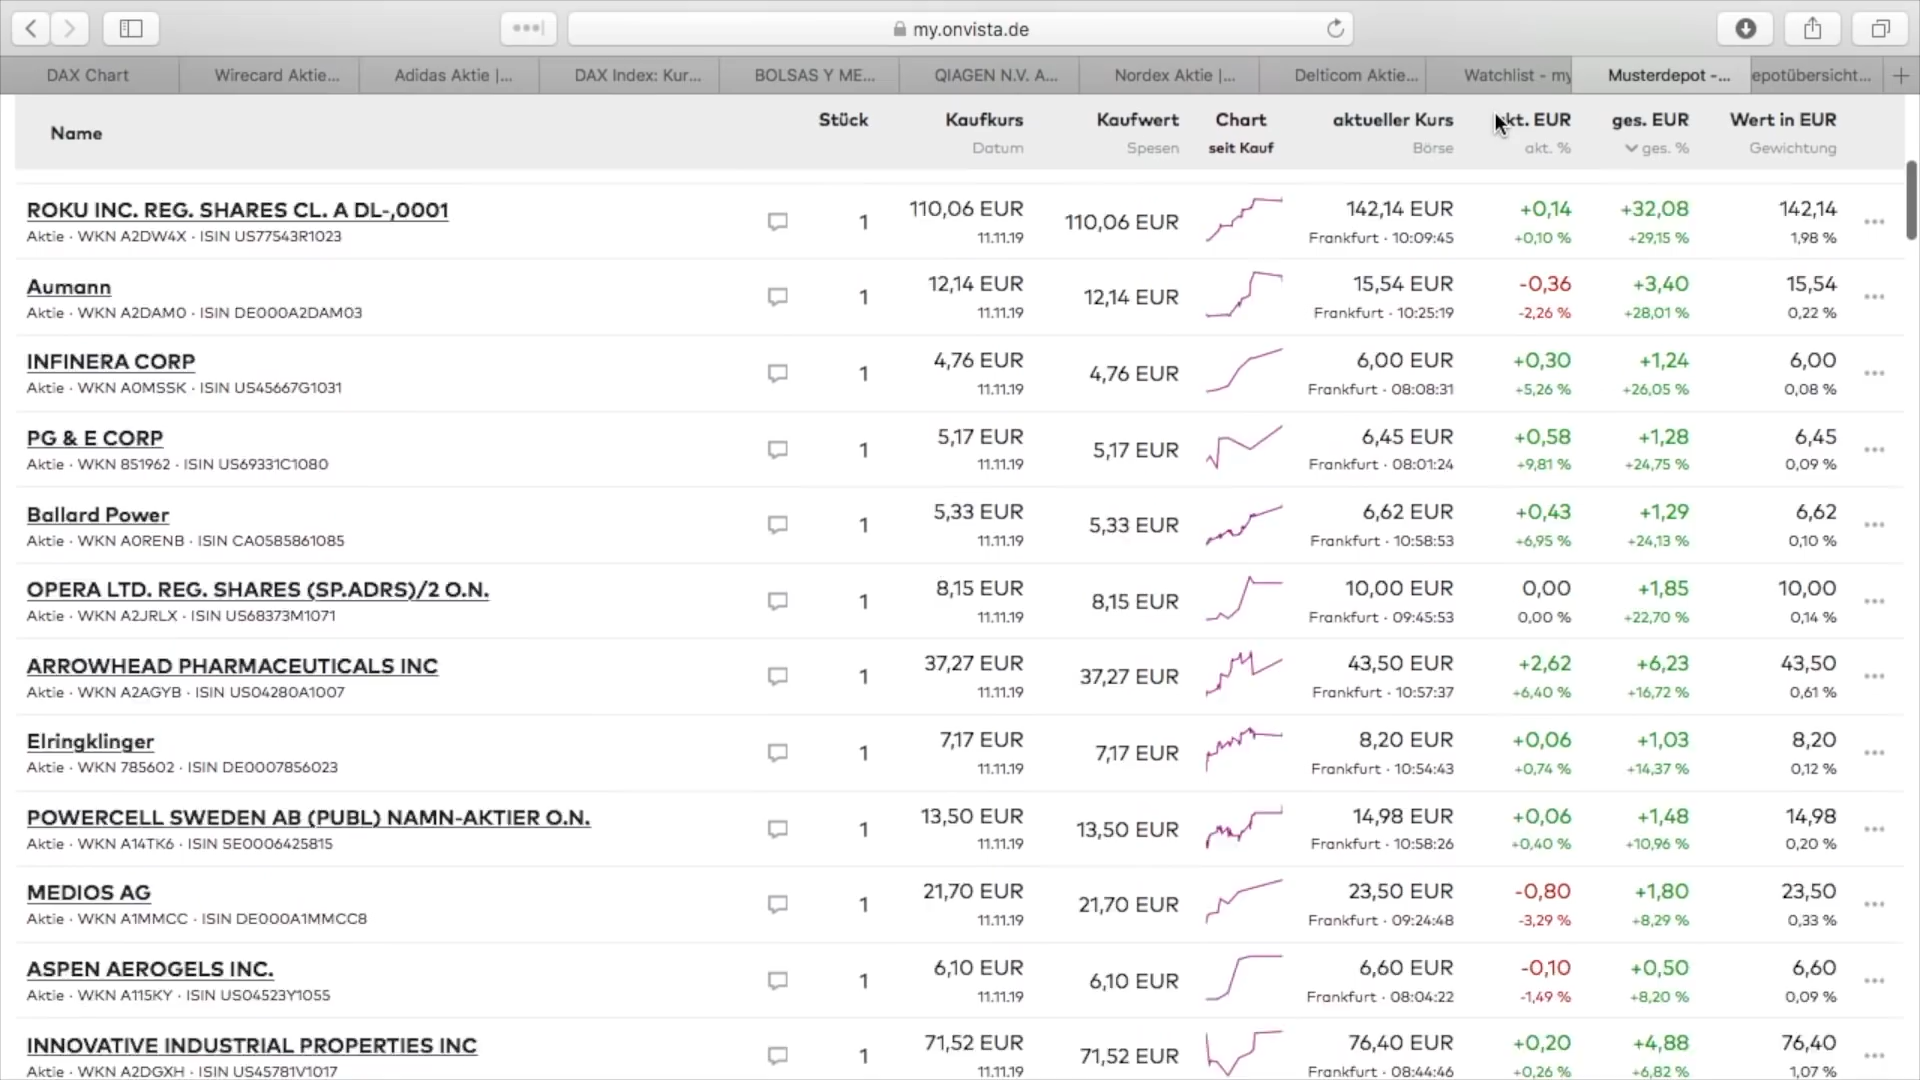 my.onvista.de
DAX Chart
Wirecard Aktie...
Adidas Aktie |...
DAX Index: Kur...
BOLSAS Y ME...
QIAGEN N.V. A...
Nordex Aktie |...
Delticom Aktie...
Watchlist - my
Musterdepot -...
epotübersicht...
Name
Stück
Kaufkurs
Datum
Kaufwert
Spesen
Chart
seit Kauf
aktueller Kurs
Börse
kt. EUR
akt. %
ges. EUR
ges. %
Wert in EUR
Gewichtung
ROKU INC. REG. SHARES CL. A DL-,0001 1 110,06 EUR 110,06 EUR 142,14 EUR +0,14 +32,08 142,14
Aktie · WKN A2DW4X · ISIN US77543R1023 11.11.19 Frankfurt · 10:09:45 +0,10 % +29,15 % 1,98 %
Aumann 1 12,14 EUR 12,14 EUR 15,54 EUR -0,36 +3,40 15,54
Aktie · WKN A2DAM0 · ISIN DE000A2DAM03 11.11.19 Frankfurt · 10:25:19 -2,26 % +28,01 % 0,22 %
INFINERA CORP 1 4,76 EUR 4,76 EUR 6,00 EUR +0,30 +1,24 6,00
Aktie · WKN A0MSSK · ISIN US45667G1031 11.11.19 Frankfurt · 08:08:31 +5,26 % +26,05 % 0,08 %
PG & E CORP 1 5,17 EUR 5,17 EUR 6,45 EUR +0,58 +1,28 6,45
Aktie · WKN 851962 · ISIN US69331C1080 11.11.19 Frankfurt · 08:01:24 +9,81 % +24,75 % 0,09 %
Ballard Power 1 5,33 EUR 5,33 EUR 6,62 EUR +0,43 +1,29 6,62
Aktie · WKN A0RENB · ISIN CA0585861085 11.11.19 Frankfurt · 10:58:53 +6,95 % +24,13 % 0,10 %
OPERA LTD. REG. SHARES (SP.ADRS)/2 O.N. 1 8,15 EUR 8,15 EUR 10,00 EUR 0,00 +1,85 10,00
Aktie · WKN A2JRLX · ISIN US68373M1071 11.11.19 Frankfurt · 09:45:53 0,00 % +22,70 % 0,14 %
ARROWHEAD PHARMACEUTICALS INC 1 37,27 EUR 37,27 EUR 43,50 EUR +2,62 +6,23 43,50
Aktie · WKN A2AGYB · ISIN US04280A1007 11.11.19 Frankfurt · 10:57:37 +6,40 % +16,72 % 0,61 %
Elringklinger 1 7,17 EUR 7,17 EUR 8,20 EUR +0,06 +1,03 8,20
Aktie · WKN 785602 · ISIN DE0007856023 11.11.19 Frankfurt · 10:54:43 +0,74 % +14,37 % 0,12 %
POWERCELL SWEDEN AB (PUBL) NAMN-AKTIER O.N. 1 13,50 EUR 13,50 EUR 14,98 EUR +0,06 +1,48 14,98
Aktie · WKN A14TK6 · ISIN SE0006425815 11.11.19 Frankfurt · 10:58:26 +0,40 % +10,96 % 0,20 %
MEDIOS AG 1 21,70 EUR 21,70 EUR 23,50 EUR -0,80 +1,80 23,50
Aktie · WKN A1MMCC · ISIN DE000A1MMCC8 11.11.19 Frankfurt · 09:24:48 -3,29 % +8,29 % 0,33 %
ASPEN AEROGELS INC. 1 6,10 EUR 6,10 EUR 6,60 EUR -0,10 +0,50 6,60
Aktie · WKN A115KY · ISIN US04523Y1055 11.11.19 Frankfurt · 08:04:22 -1,49 % +8,20 % 0,09 %
INNOVATIVE INDUSTRIAL PROPERTIES INC 1 71,52 EUR 71,52 EUR 76,40 EUR +0,20 +4,88 76,40
Aktie · WKN A2DGXH · ISIN US45781V1017 11.11.19 Frankfurt · 08:44:46 +0,26 % +6,82 % 1,07 %